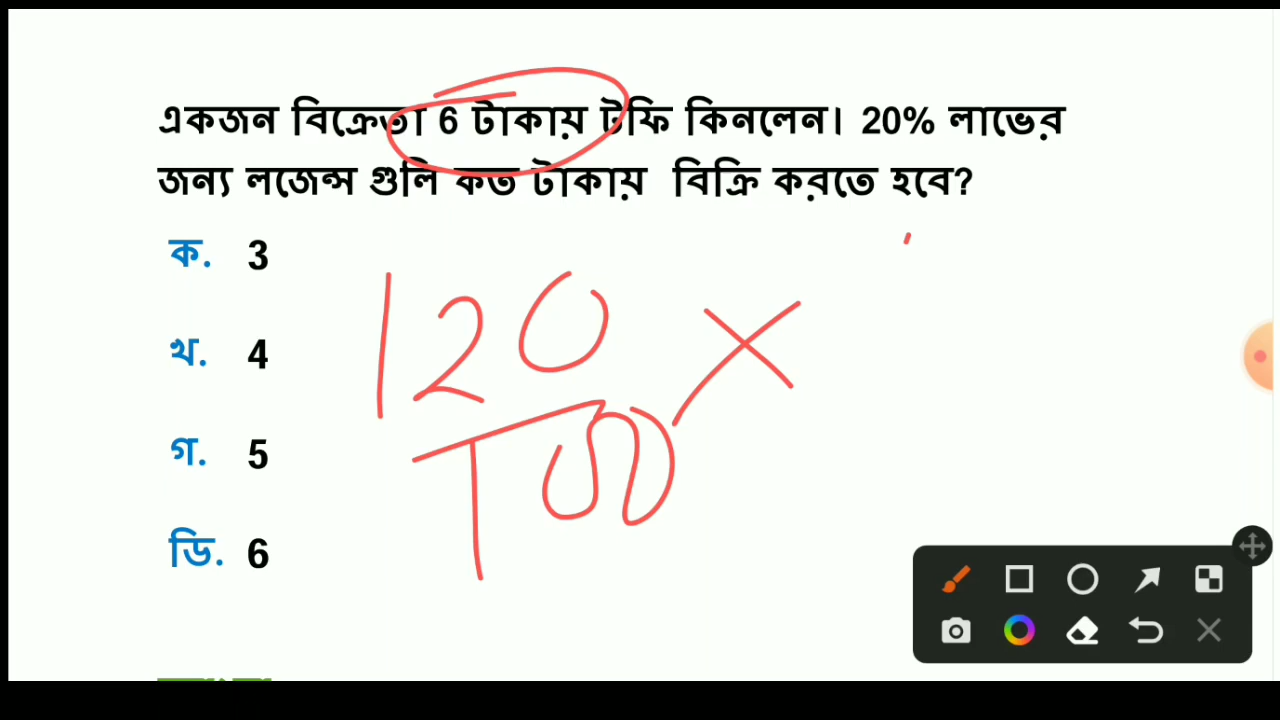 একজন বিক্রেতা 6 টাকায় টফি কিনলেন। 20% লাভের
জন্য লজেন্স গুলি কত টাকায় বিক্রি করতে হবে?
ক. 3
খ. 4
গ. 5
ডি. 6
120
100
×